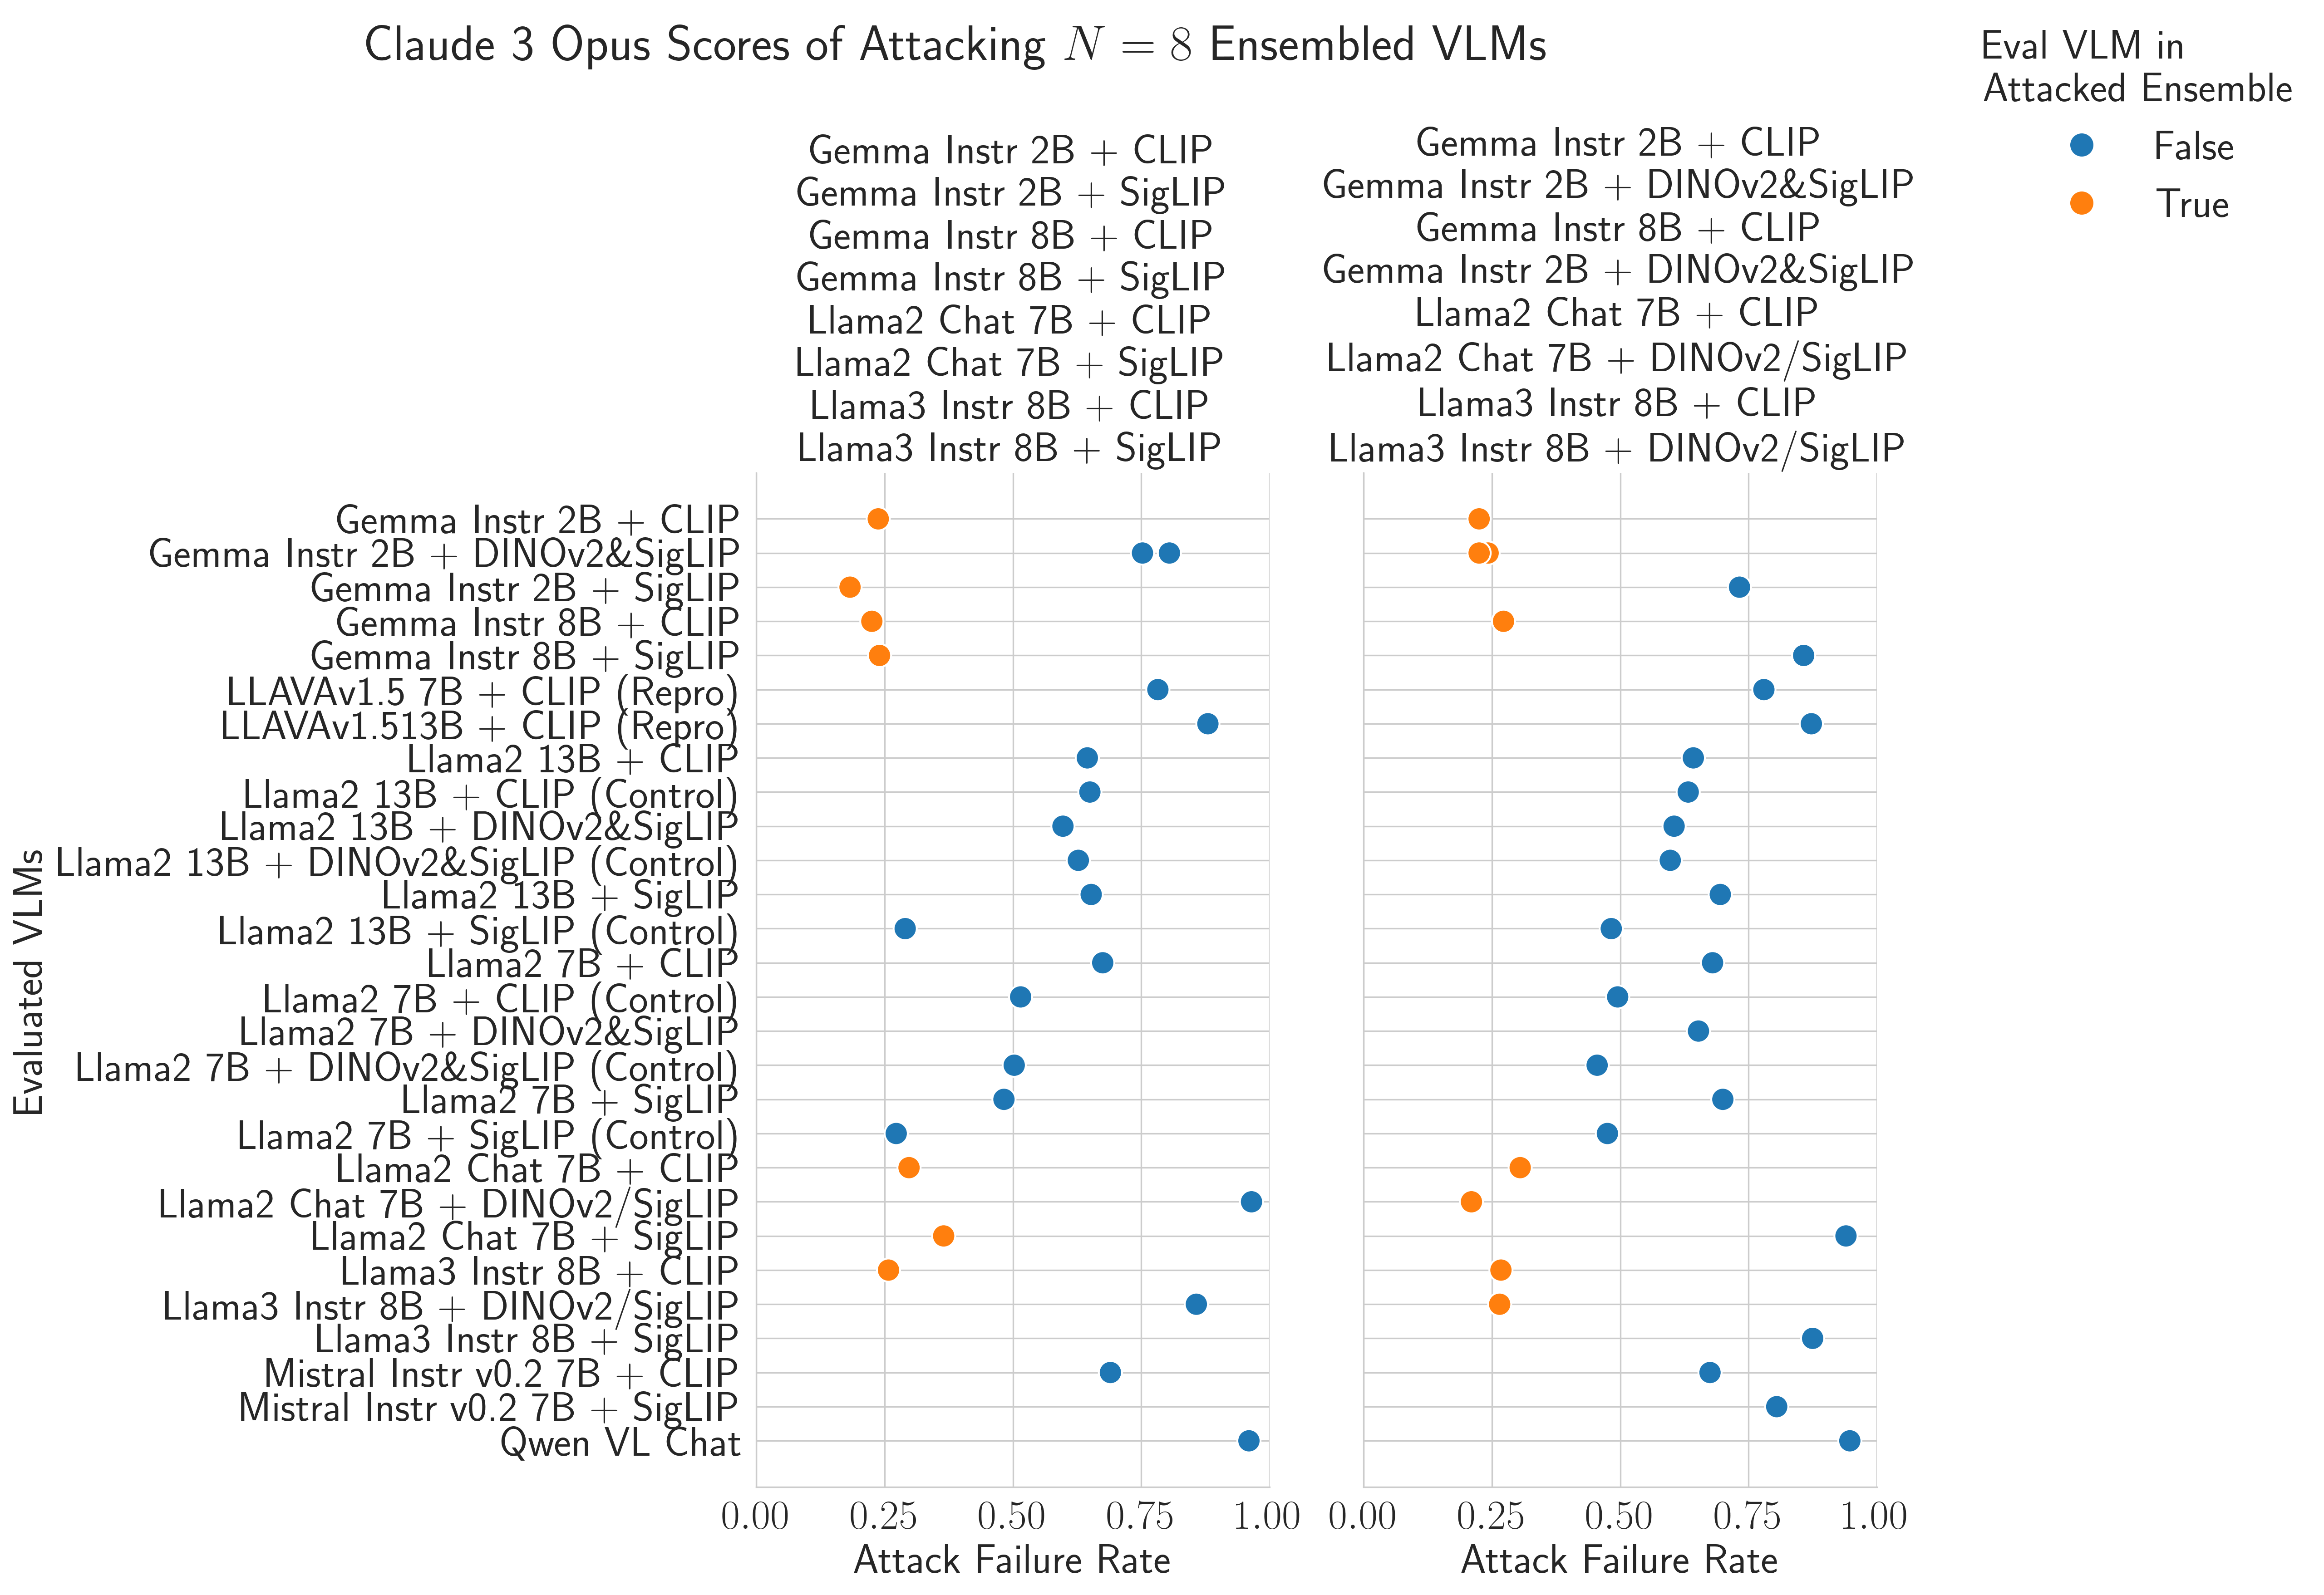 Claude 3 Opus Scores of Attacking N = 8 Ensembled VLMs
Eval VLM in
Attacked Ensemble
False
True
Gemma Instr 2B + CLIP
Gemma Instr 2B + SigLIP
Gemma Instr 8B + CLIP
Gemma Instr 8B + SigLIP
Llama2 Chat 7B + CLIP
Llama2 Chat 7B + SigLIP
Llama3 Instr 8B + CLIP
Llama3 Instr 8B + SigLIP
Gemma Instr 2B + CLIP
Gemma Instr 2B + DINOv2&SigLIP
Gemma Instr 8B + CLIP
Gemma Instr 2B + DINOv2&SigLIP
Llama2 Chat 7B + CLIP
Llama2 Chat 7B + DINOv2/SigLIP
Llama3 Instr 8B + CLIP
Llama3 Instr 8B + DINOv2/SigLIP
Evaluated VLMs
Gemma Instr 2B + CLIP
Gemma Instr 2B + DINOv2&SigLIP
Gemma Instr 2B + SigLIP
Gemma Instr 8B + CLIP
Gemma Instr 8B + SigLIP
LLAVAv1.5 7B + CLIP (Repro)
LLAVAv1.513B + CLIP (Repro)
Llama2 13B + CLIP
Llama2 13B + CLIP (Control)
Llama2 13B + DINOv2&SigLIP
Llama2 13B + DINOv2&SigLIP (Control)
Llama2 13B + SigLIP
Llama2 13B + SigLIP (Control)
Llama2 7B + CLIP
Llama2 7B + CLIP (Control)
Llama2 7B + DINOv2&SigLIP
Llama2 7B + DINOv2&SigLIP (Control)
Llama2 7B + SigLIP
Llama2 7B + SigLIP (Control)
Llama2 Chat 7B + CLIP
Llama2 Chat 7B + DINOv2/SigLIP
Llama2 Chat 7B + SigLIP
Llama3 Instr 8B + CLIP
Llama3 Instr 8B + DINOv2/SigLIP
Llama3 Instr 8B + SigLIP
Mistral Instr v0.2 7B + CLIP
Mistral Instr v0.2 7B + SigLIP
Qwen VL Chat
0.00 0.25 0.50 0.75 1.00
Attack Failure Rate
0.00 0.25 0.50 0.75 1.00
Attack Failure Rate